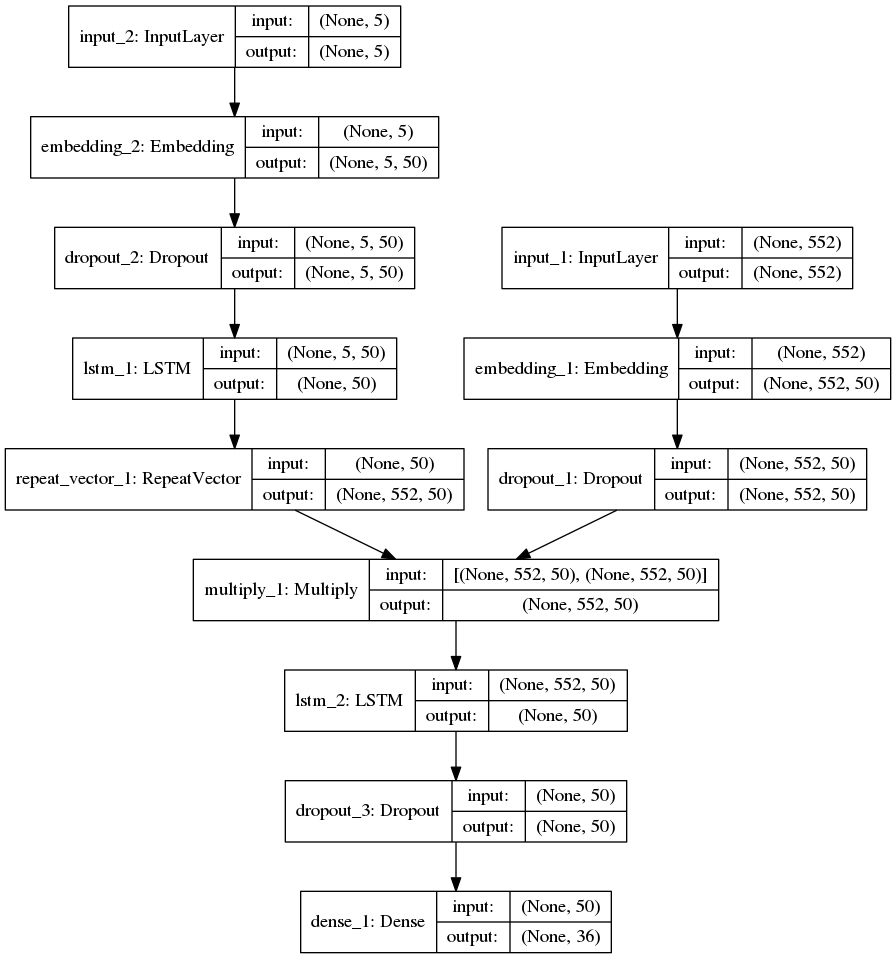 input_2: InputLayer
input: (None, 5)
output: (None, 5)
embedding_2: Embedding
input: (None, 5)
output: (None, 5, 50)
dropout_2: Dropout
input: (None, 5, 50)
output: (None, 5, 50)
input_1: InputLayer
input: (None, 552)
output: (None, 552)
lstm_1: LSTM
input: (None, 5, 50)
output: (None, 50)
embedding_1: Embedding
input: (None, 552)
output: (None, 552, 50)
repeat_vector_1: RepeatVector
input: (None, 50)
output: (None, 552, 50)
dropout_1: Dropout
input: (None, 552, 50)
output: (None, 552, 50)
multiply_1: Multiply
input: [(None, 552, 50), (None, 552, 50)]
output: (None, 552, 50)
lstm_2: LSTM
input: (None, 552, 50)
output: (None, 50)
dropout_3: Dropout
input: (None, 50)
output: (None, 50)
dense_1: Dense
input: (None, 50)
output: (None, 36)